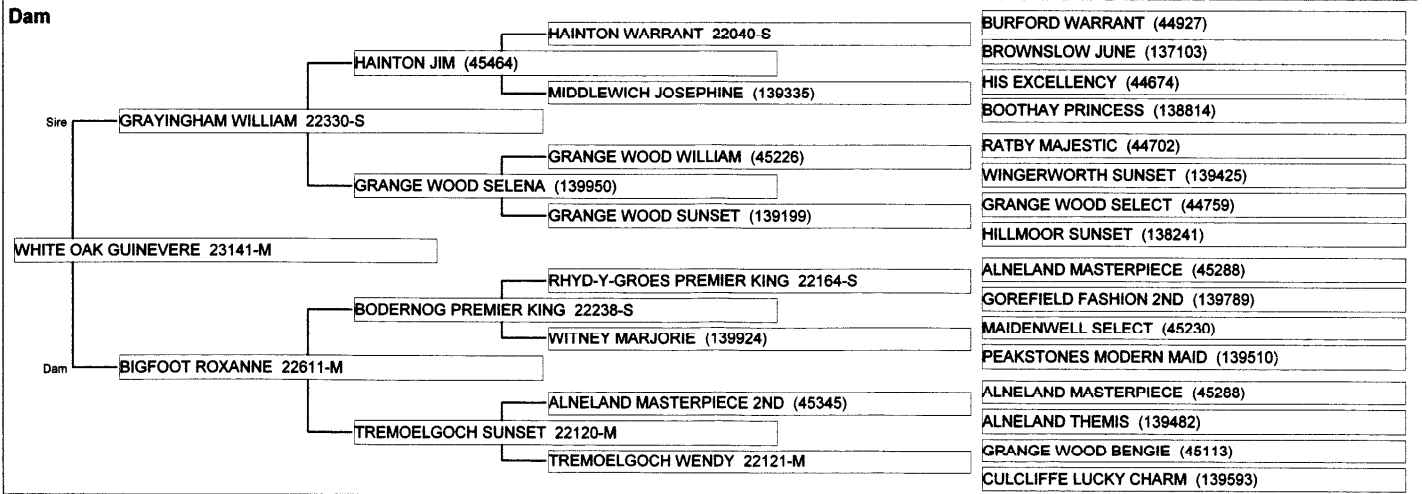 Dam
HAINTON WARRANT 22040-S
BURFORD WARRANT (44927)
BROWNSLOW JUNE (137103)
HAINTON JIM (45464)
MIDDLEWICH JOSEPHINE (139335)
HIS EXCELLENCY (44674)
BOOTHAY PRINCESS (138814)
Sire
GRAYINGHAM WILLIAM 22330-S
GRANGE WOOD WILLIAM (45226)
RATBY MAJESTIC (44702)
WINGERWORTH SUNSET (139425)
GRANGE WOOD SELENA (139950)
GRANGE WOOD SUNSET (139199)
GRANGE WOOD SELECT (44759)
HILLMOOR SUNSET (138241)
WHITE OAK GUINEVERE 23141-M
RHYD-Y-GROES PREMIER KING 22164-S
ALNELAND MASTERPIECE (45288)
GOREFIELD FASHION 2ND (139789)
BODERNOG PREMIER KING 22238-S
WITNEY MARJORIE (139924)
MAIDENWELL SELECT (45230)
PEAKSTONES MODERN MAID (139510)
Dam
BIGFOOT ROXANNE 22611-M
ALNELAND MASTERPIECE 2ND (45345)
ALNELAND MASTERPIECE (45288)
ALNELAND THEMIS (139482)
TREMOELGOCH SUNSET 22120-M
TREMOELGOCH WENDY 22121-M
GRANGE WOOD BENGIE (45113)
CULCLIFFE LUCKY CHARM (139593)